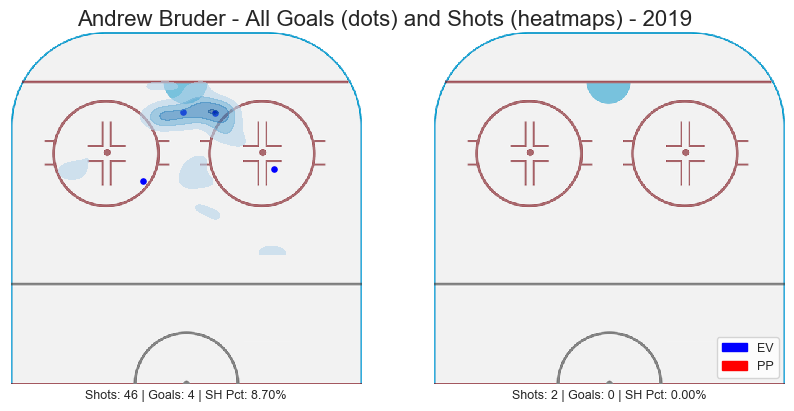 Andrew Bruder - All Goals (dots) and Shots (heatmaps) - 2019
EV
PP
Shots: 46 | Goals: 4 | SH Pct: 8.70%
Shots: 2 | Goals: 0 | SH Pct: 0.00%